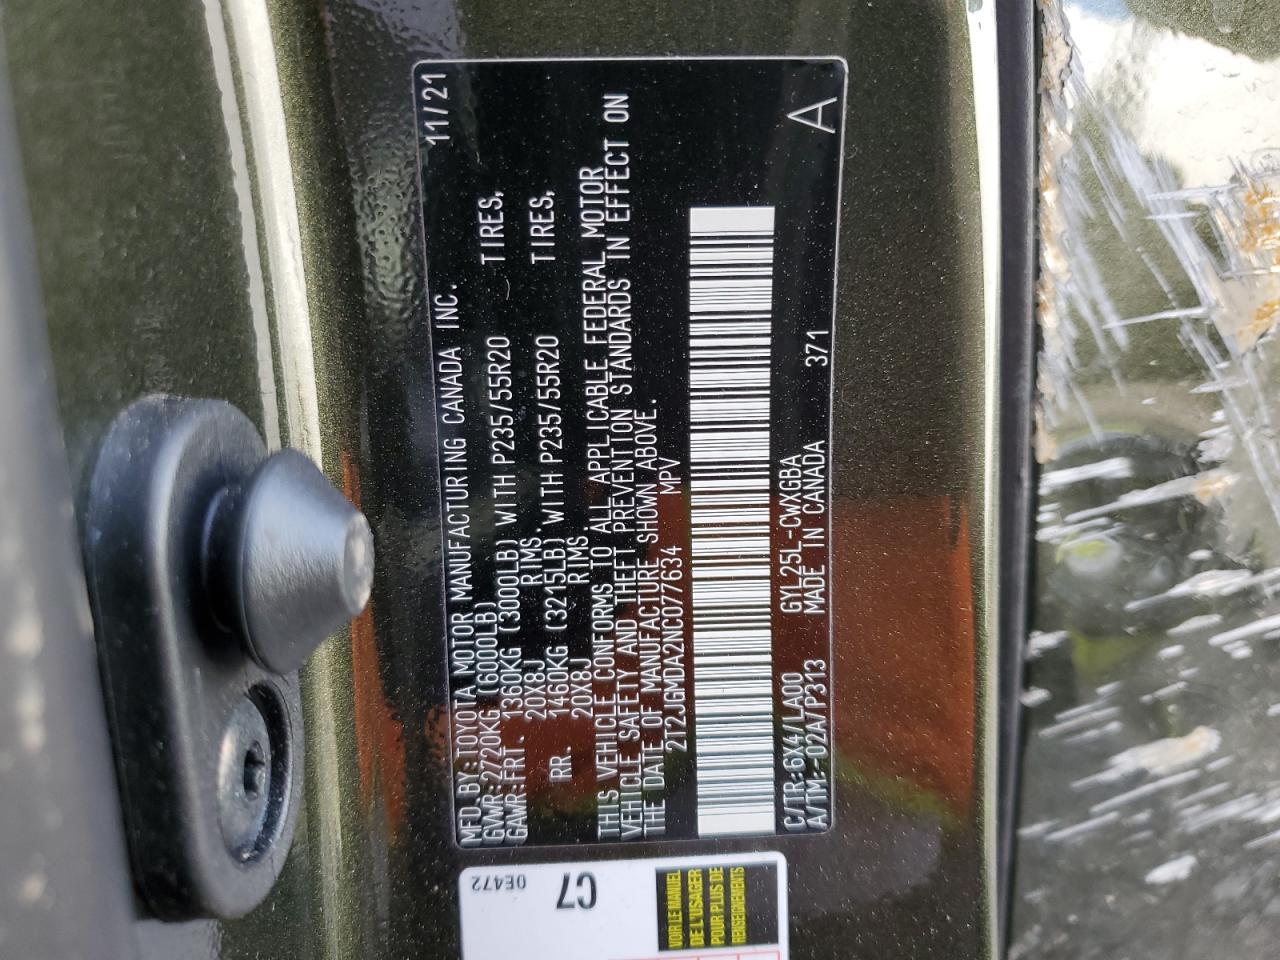 MFD.BY:TOYOTA MOTOR MANUFACTURING CANADA INC. 11/21
GVWR:2720KG (6000LB)
GAWR:FRT. 1360KG (3000LB) WITH P235/55R20 TIRES,
20X8J RIMS.
RR. 1460KG (3215LB) WITH P235/55R20 TIRES,
20X8J RIMS.
THIS VEHICLE CONFORMS TO ALL APPLICABLE FEDERAL MOTOR
VEHICLE SAFETY AND THEFT PREVENTION STANDARDS IN EFFECT ON
THE DATE OF MANUFACTURE SHOWN ABOVE.
2T2JGMDA2NC077634 MPV
C/TR:6X4/LA00 GYL25L-CWXGBA
A/TM:-02A/P313 MADE IN CANADA 371
A
0E472
C7
VOIR LE MANUEL
DE L'USAGER
POUR PLUS DE
RENSEIGNEMENTS